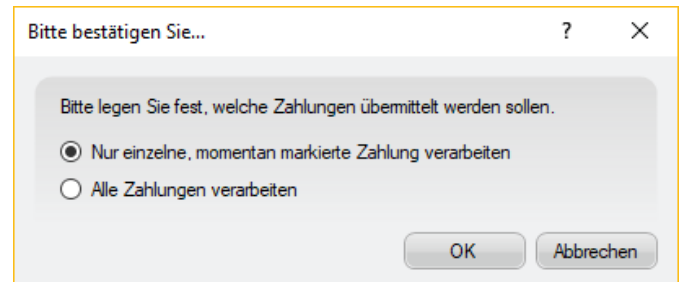 Bitte bestätigen Sie...
?
Bitte legen Sie fest, welche Zahlungen übermittelt werden sollen.
Nur einzelne, momentan markierte Zahlung verarbeiten
Alle Zahlungen verarbeiten
OK Abbrechen